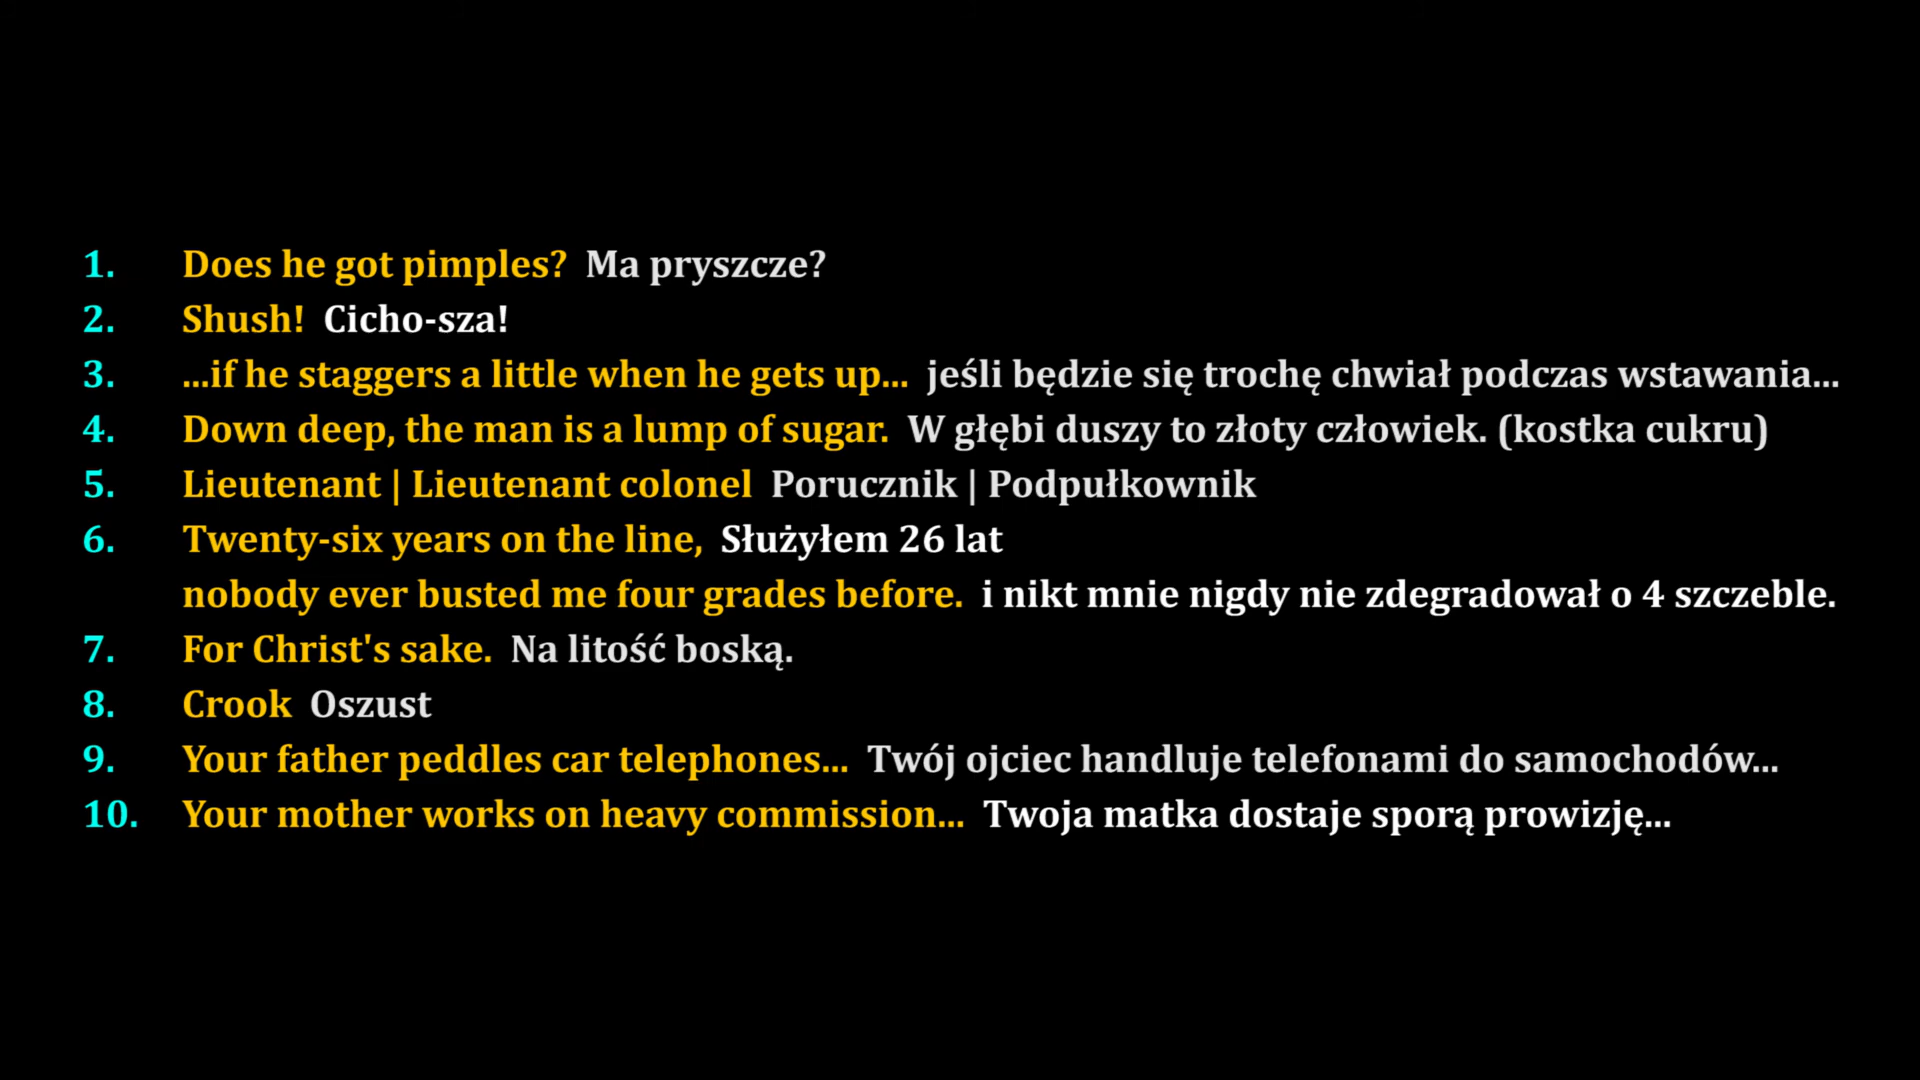 1. Does he got pimples? Ma pryszcze?
2. Shush! Cicho-sza!
3. ...if he staggers a little when he gets up... jeśli będzie się trochę chwiał podczas wstawania...
4. Down deep, the man is a lump of sugar. W głębi duszy to złoty człowiek. (kostka cukru)
5. Lieutenant | Lieutenant colonel Porucznik | Podpułkownik
6. Twenty-six years on the line, Służyłem 26 lat
nobody ever busted me four grades before. i nikt mnie nigdy nie zdegradował o 4 szczeble.
7. For Christ's sake. Na litość boską.
8. Crook Oszust
9. Your father peddles car telephones... Twój ojciec handluje telefonami do samochodów...
10. Your mother works on heavy commission... Twoja matka dostaje sporą prowizję...